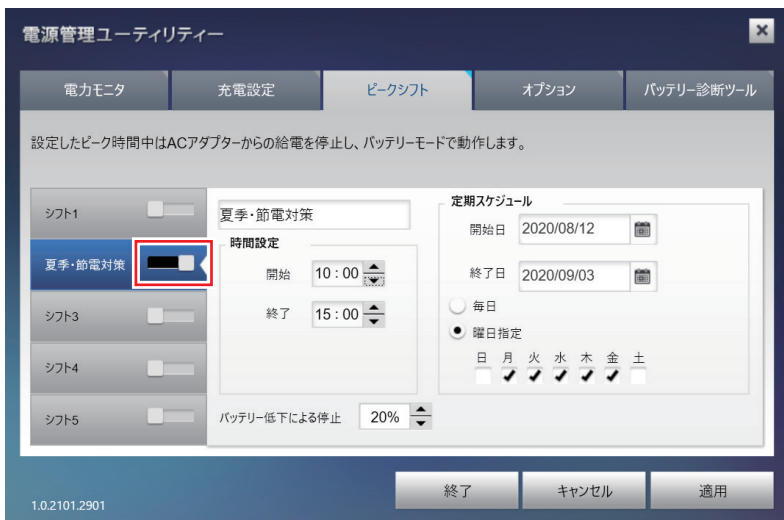 電源管理ユーティリティー
電力モニタ 充電設定 ピークシフト オプション バッテリー診断ツール
設定したピーク時間中はACアダプターからの給電を停止し、バッテリーモードで動作します。
シフト1
夏季・節電対策
シフト3
シフト4
シフト5
夏季・節電対策
時間設定
開始 10:00
終了 15:00
バッテリー低下による停止 20%
定期スケジュール
開始日 2020/08/12
終了日 2020/09/03
毎日
曜日指定
日 月 火 水 木 金 土
1.0.2101.2901
終了 キャンセル 適用